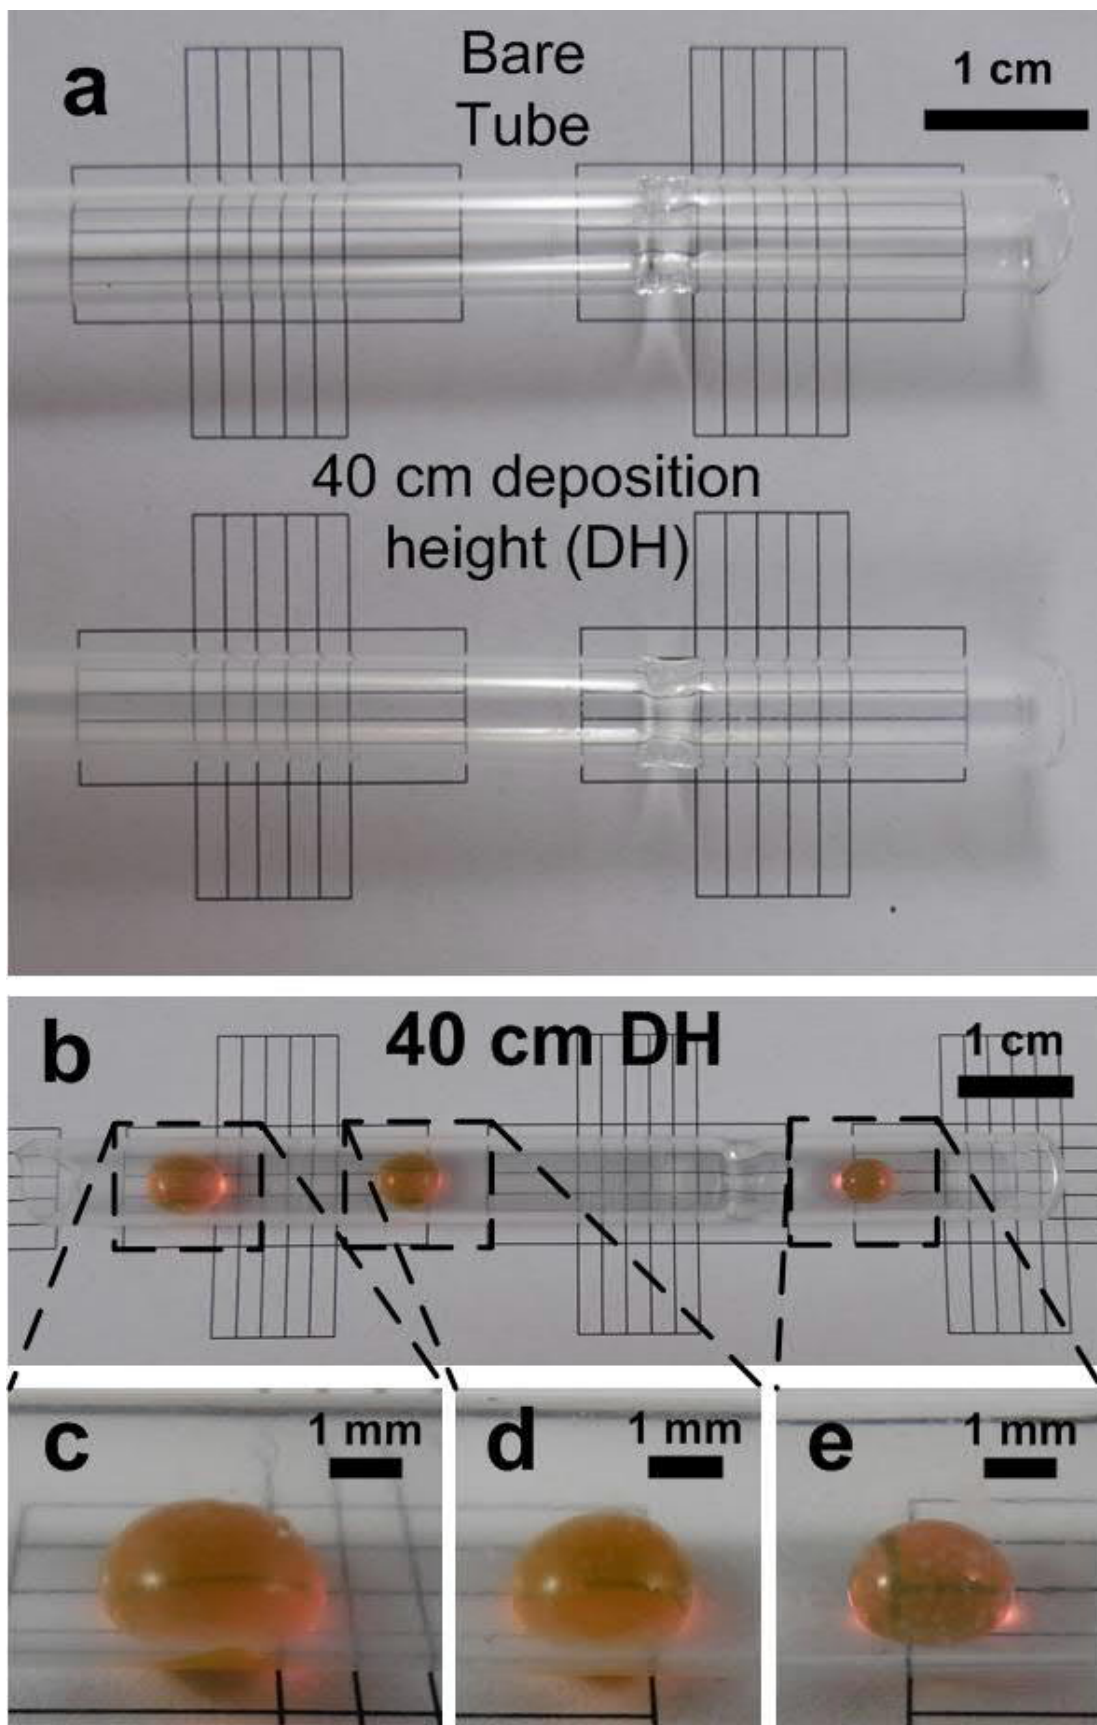 a
Bare
Tube
1 cm
40 cm deposition
height (DH)
b
40 cm DH
1 cm
c
1 mm
d
1 mm
e
1 mm